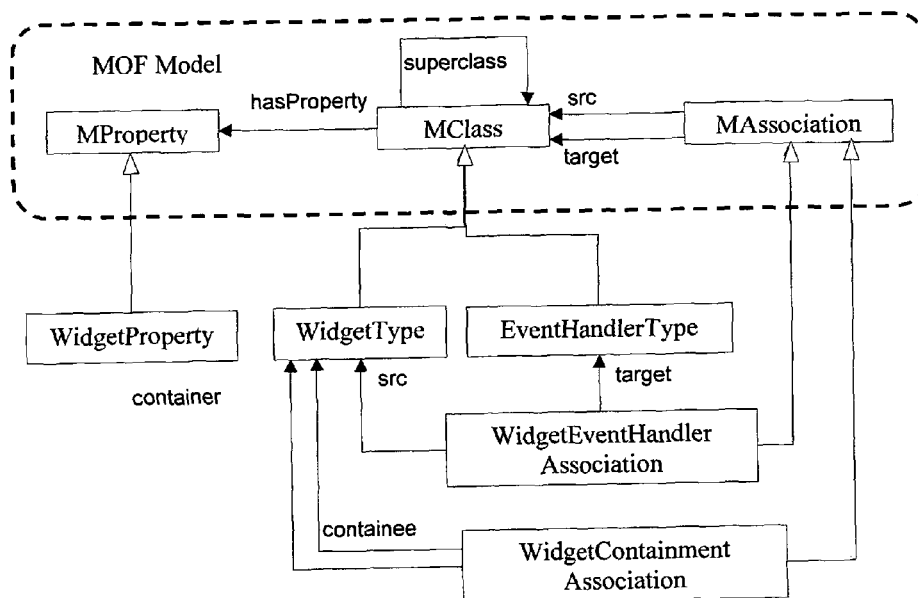 MOF Model
superclass
hasProperty
src
MProperty
MClass
MAssociation
target
WidgetProperty
WidgetType
EventHandlerType
container
src
target
WidgetEventHandler
Association
containee
WidgetContainment
Association